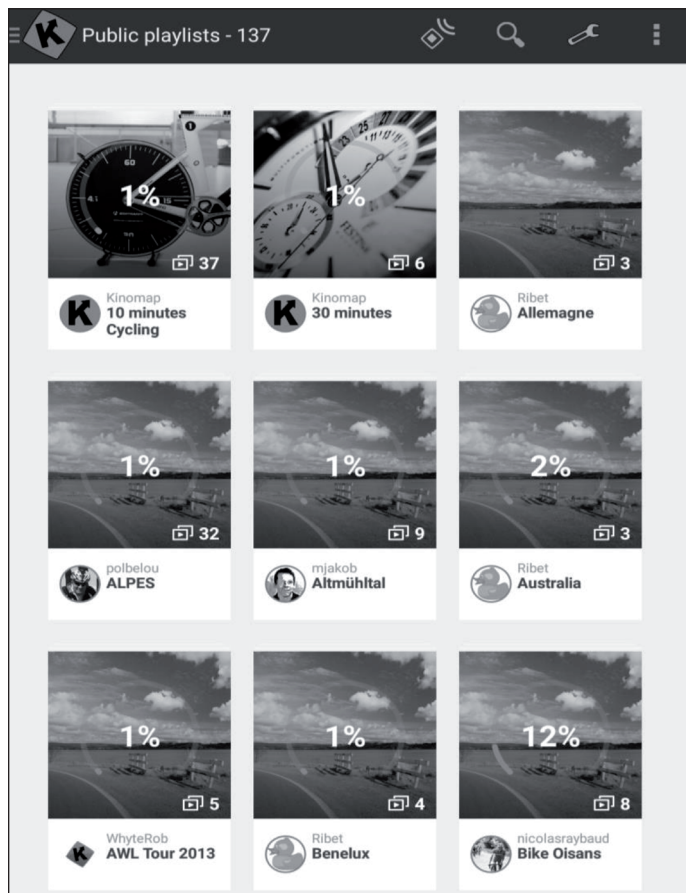 Public playlists - 137
1%
37
Kinomap
10 minutes
Cycling
1%
6
Kinomap
30 minutes
3
Ribet
Allemagne
1%
32
polbelou
ALPES
1%
9
mjakob
Altmühltal
2%
3
Ribet
Australia
1%
5
WhyteRob
AWL Tour 2013
1%
4
Ribet
Benelux
12%
8
nicolasraybaud
Bike Oisans